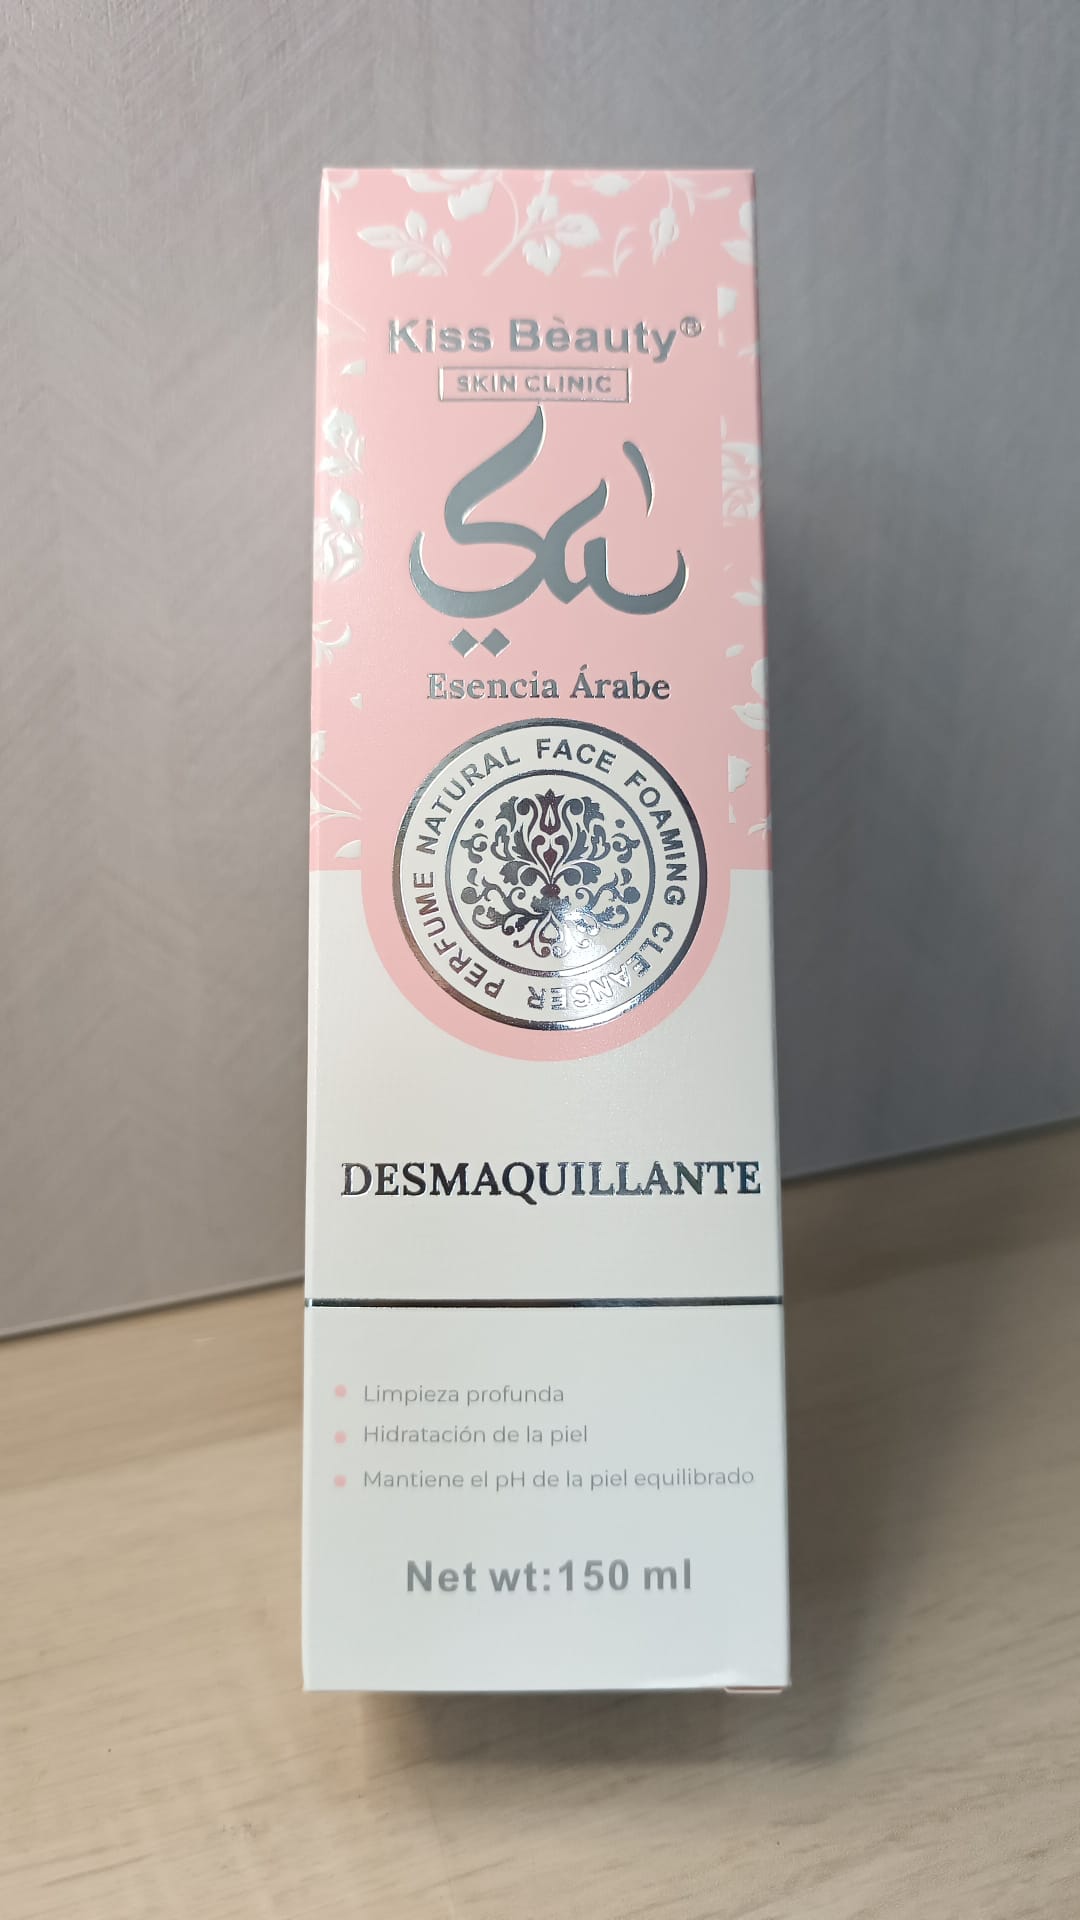 Kiss Bèauty®
SKIN CLINIC
Esencia Árabe
PERFUME NATURAL FACE FOAMING CLEANSER
DESMAQUILLANTE
Limpieza profunda
Hidratación de la piel
Mantiene el pH de la piel equilibrado
Net wt:150 ml